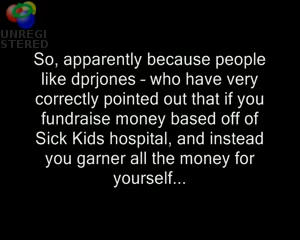 UNREGI
STERED
So, apparently because people
like dprjones - who have very
correctly pointed out that if you
fundraise money based off of
Sick Kids hospital, and instead
you garner all the money for
yourself...